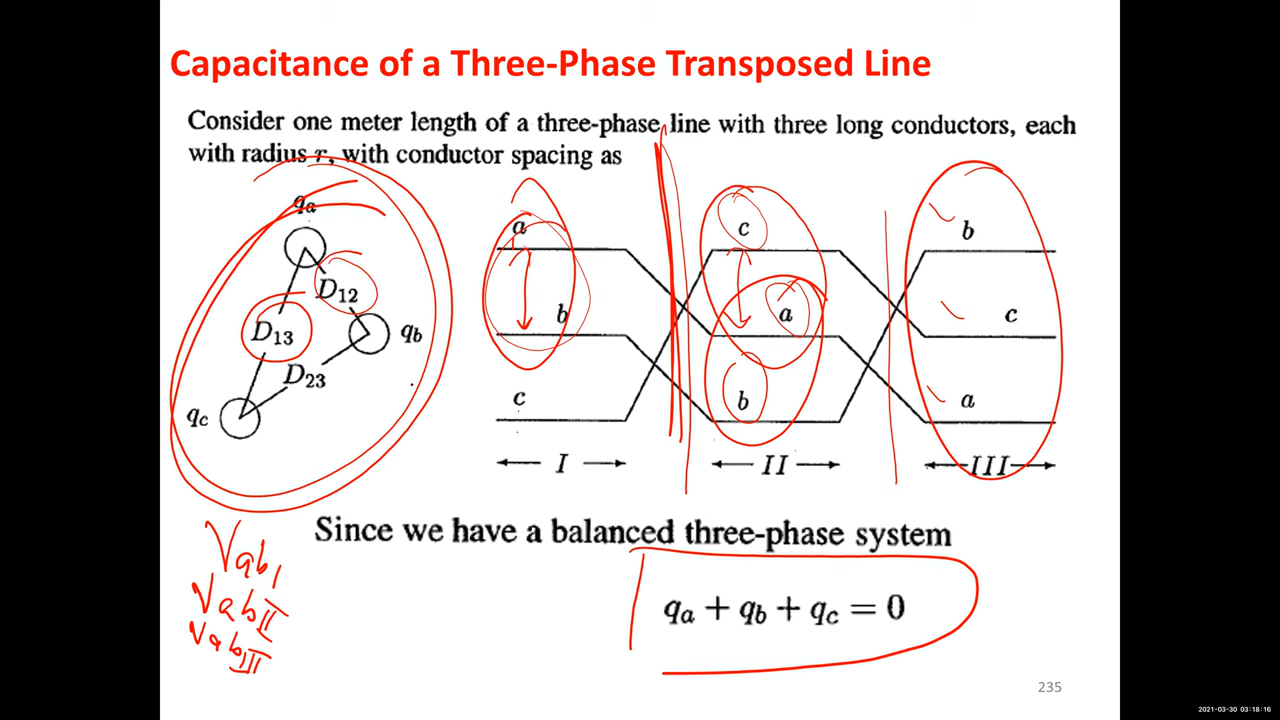 Capacitance of a Three-Phase Transposed Line
Consider one meter length of a three-phase line with three long conductors, each
with radius r, with conductor spacing as
qa
D12
D13
qb
D23
qc
a
b
c
I
c
a
b
II
b
c
a
III
Since we have a balanced three-phase system
qa + qb + qc = 0
Vab I
Vab II
Vab III
235
2021-03-30 03:18:16